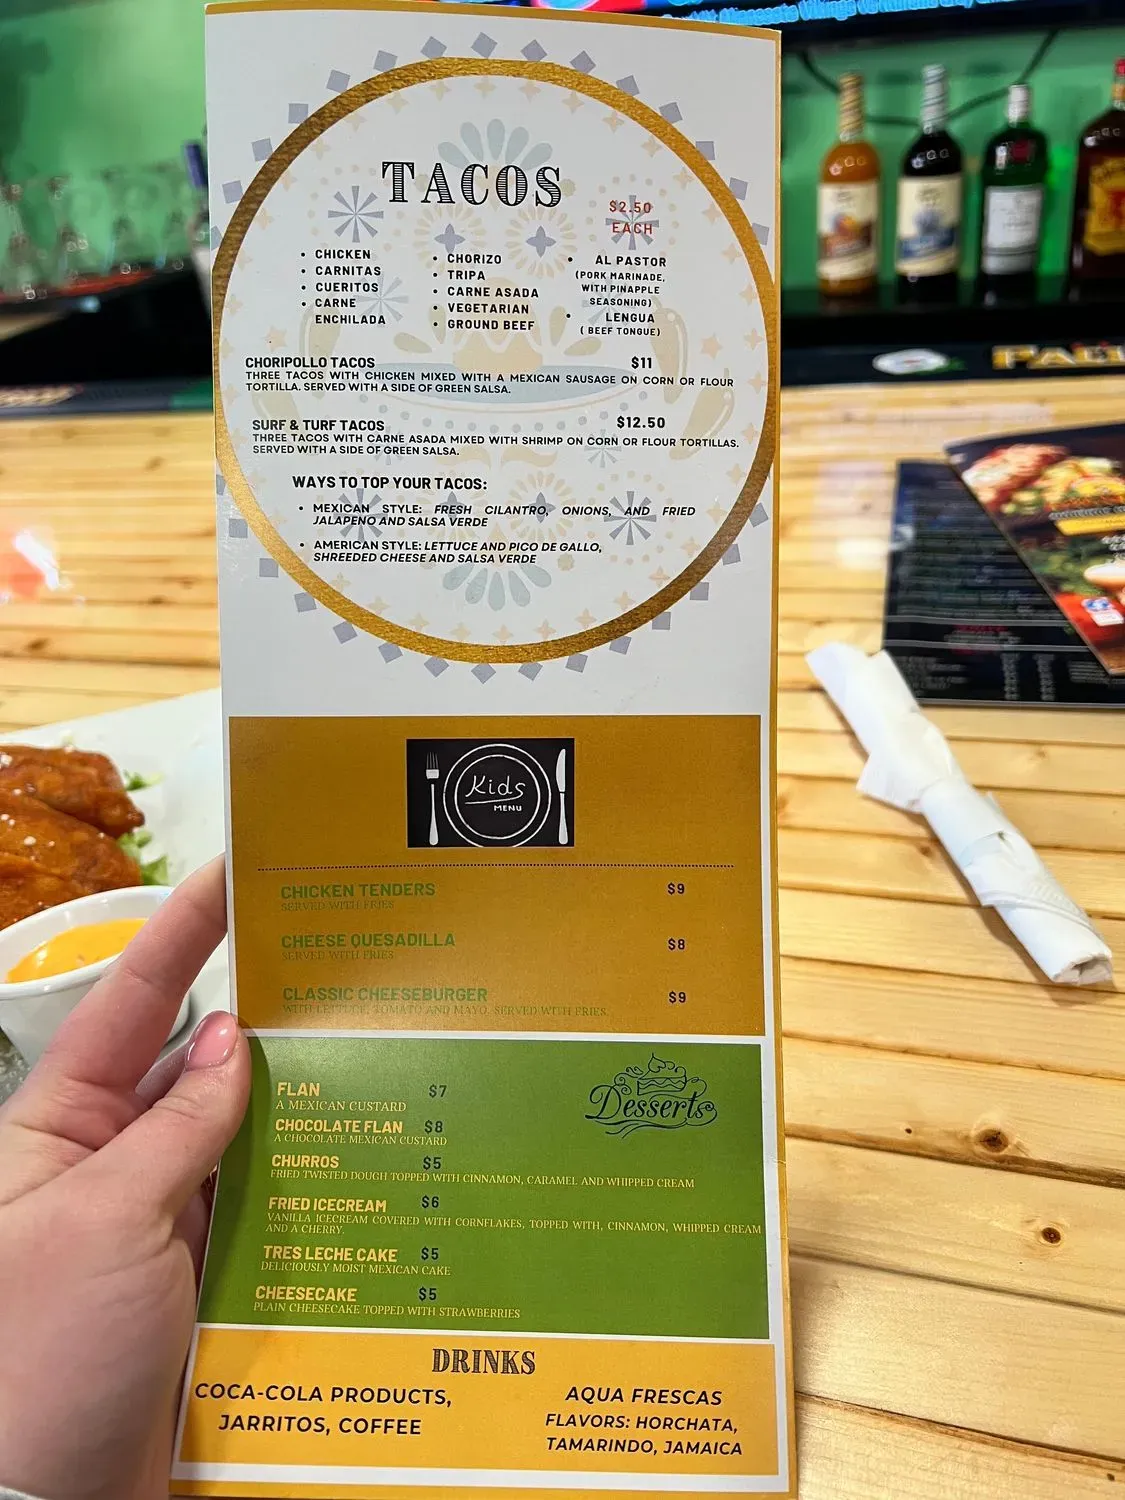 Minnesota Vikings
TACOS
$2.50
EACH
• CHICKEN
• CARNITAS
• CUERITOS
• CARNE
ENCHILADA
• CHORIZO
• TRIPA
• CARNE ASADA
• VEGETARIAN
• GROUND BEEF
• AL PASTOR
(PORK MARINADE,
WITH PINAPPLE
SEASONING)
• LENGUA
( BEEF TONGUE)
CHORIPOLLO TACOS $11
THREE TACOS WITH CHICKEN MIXED WITH A MEXICAN SAUSAGE ON CORN OR FLOUR
TORTILLA. SERVED WITH A SIDE OF GREEN SALSA.
SURF & TURF TACOS $12.50
THREE TACOS WITH CARNE ASADA MIXED WITH SHRIMP ON CORN OR FLOUR TORTILLAS.
SERVED WITH A SIDE OF GREEN SALSA.
WAYS TO TOP YOUR TACOS:
• MEXICAN STYLE: FRESH CILANTRO, ONIONS, AND FRIED
JALAPENO AND SALSA VERDE
• AMERICAN STYLE: LETTUCE AND PICO DE GALLO,
SHREEDED CHEESE AND SALSA VERDE
Kids
MENU
CHICKEN TENDERS $9
SERVED WITH FRIES
CHEESE QUESADILLA $8
SERVED WITH FRIES
CLASSIC CHEESEBURGER $9
WITH LETTUCE, TOMATO AND MAYO. SERVED WITH FRIES.
Desserts
FLAN $7
A MEXICAN CUSTARD
CHOCOLATE FLAN $8
A CHOCOLATE MEXICAN CUSTARD
CHURROS $5
FRIED TWISTED DOUGH TOPPED WITH CINNAMON, CARAMEL AND WHIPPED CREAM
FRIED ICECREAM $6
VANILLA ICECREAM COVERED WITH CORNFLAKES, TOPPED WITH, CINNAMON, WHIPPED CREAM
AND A CHERRY.
TRES LECHE CAKE $5
DELICIOUSLY MOIST MEXICAN CAKE
CHEESECAKE $5
PLAIN CHEESECAKE TOPPED WITH STRAWBERRIES
DRINKS
COCA-COLA PRODUCTS,
JARRITOS, COFFEE
AQUA FRESCAS
FLAVORS: HORCHATA,
TAMARINDO, JAMAICA